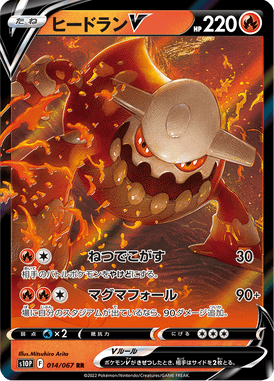 たね
ヒードランV HP220
ねつでこがす 30
相手のバトルポケモンをやけどにする。
マグマフォール 90
場に自分のスタジアムが出ているなら、90ダメージ追加。
弱点 ×2 抵抗力 にげる
Vルール
ポケモンVがきぜつしたとき、相手はサイドを2枚とる。
Illus. Mitsuhiro Arita
s10P F 014/067 RR
©2022 Pokémon/Nintendo/Creatures/GAME FREAK.